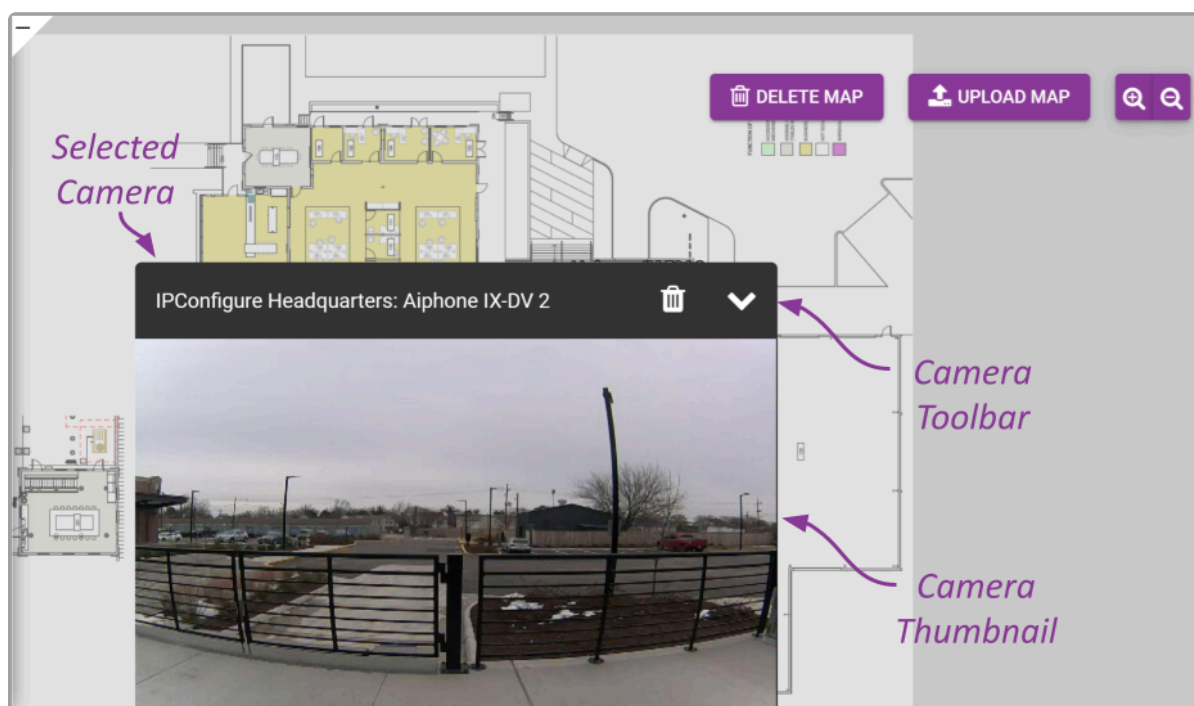 DELETE MAP
UPLOAD MAP
Selected
Camera
IPConfigure Headquarters: Aiphone IX-DV 2
Camera
Toolbar
Camera
Thumbnail